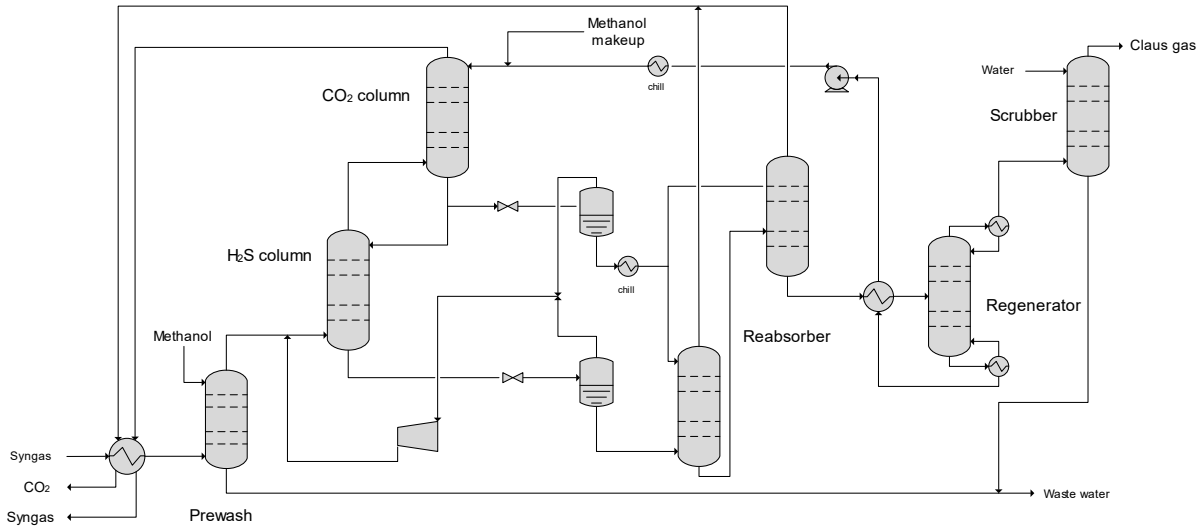 Methanol
makeup
Claus gas
Water
CO₂ column
chill
Scrubber
H₂S column
chill
Regenerator
Methanol
Reabsorber
Syngas
CO₂
Waste water
Syngas
Prewash